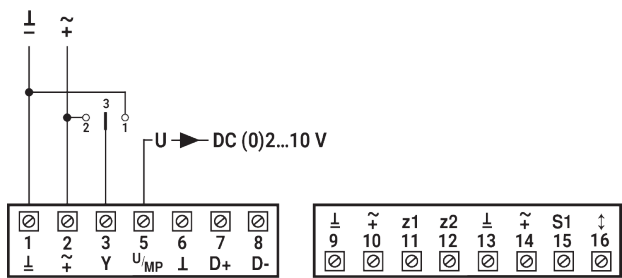 ⊥ ~
– +
3
2 1
U DC (0)2...10 V
1 2 3 5 6 7 8
⊥ ~ Y U/MP ⊥ D+ D-
– +
⊥ ~ z1 z2 ⊥ ~ S1 ↕
– + – +
9 10 11 12 13 14 15 16